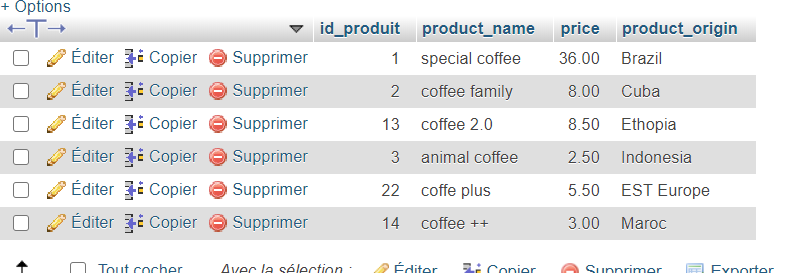 + Options
id_produit product_name price product_origin
Éditer Copier Supprimer 1 special coffee 36.00 Brazil
Éditer Copier Supprimer 2 coffee family 8.00 Cuba
Éditer Copier Supprimer 13 coffee 2.0 8.50 Ethopia
Éditer Copier Supprimer 3 animal coffee 2.50 Indonesia
Éditer Copier Supprimer 22 coffe plus 5.50 EST Europe
Éditer Copier Supprimer 14 coffee ++ 3.00 Maroc
Tout cocher Avec la sélection : Éditer Copier Supprimer Exporter